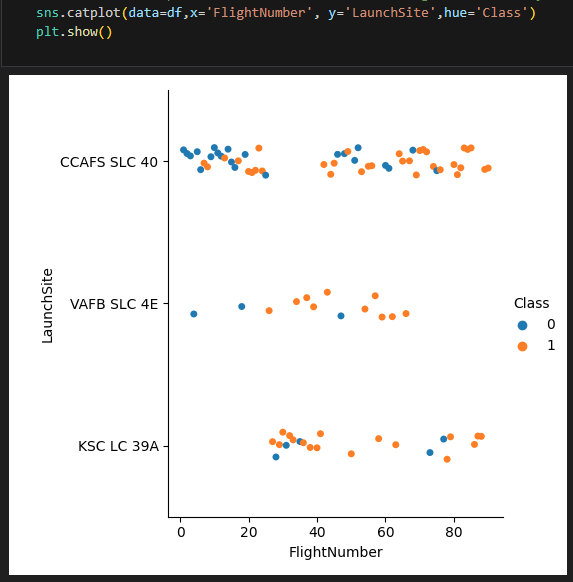 sns.catplot(data=df,x='FlightNumber', y='LaunchSite',hue='Class')
plt.show()
CCAFS SLC 40
VAFB SLC 4E
KSC LC 39A
LaunchSite
Class
0
1
0 20 40 60 80
FlightNumber